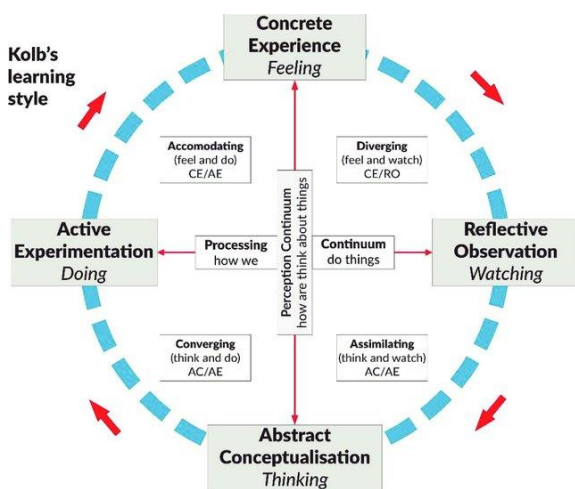 Concrete
Experience
Feeling
Kolb's
learning
style
Accomodating
(feel and do)
CE/AE
Diverging
(feel and watch)
CE/RO
Active
Experimentation
Doing
Processing
how we
Perception Continuum
how are think about things
Continuum
do things
Reflective
Observation
Watching
Converging
(think and do)
AC/AE
Assimilating
(think and watch)
AC/AE
Abstract
Conceptualisation
Thinking